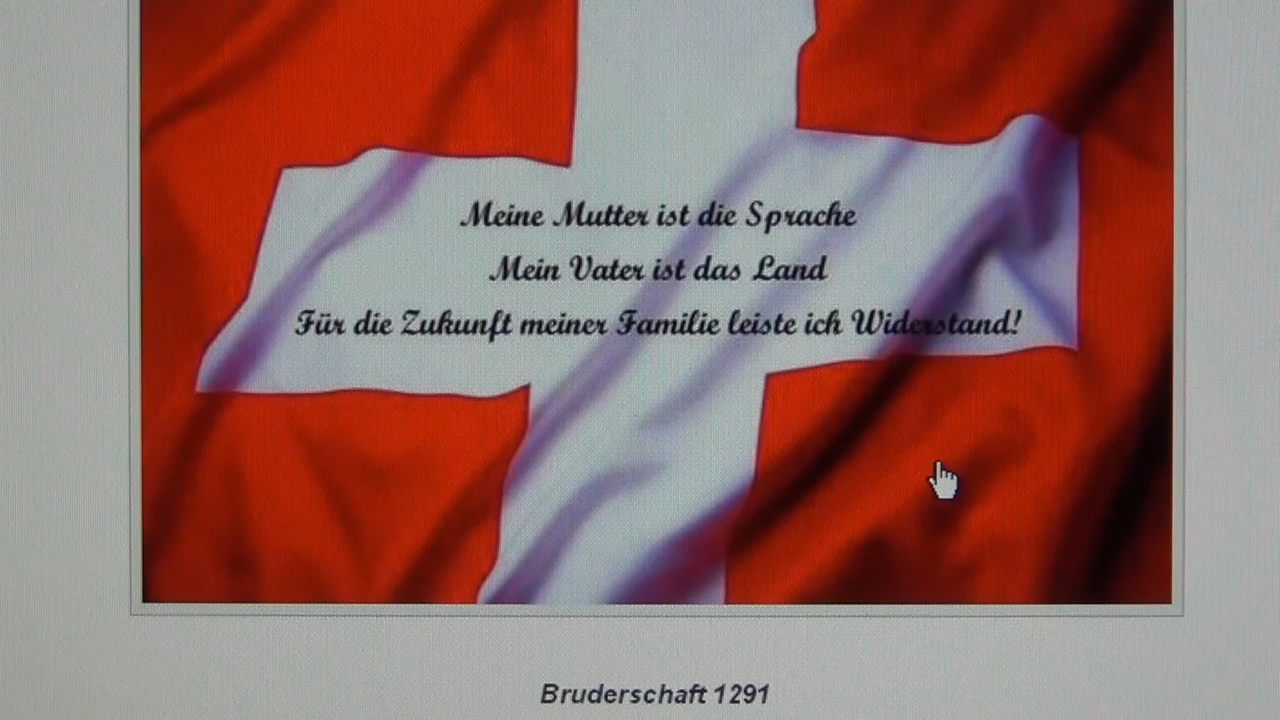 Meine Mutter ist die Sprache
Mein Vater ist das Land
Für die Zukunft meiner Familie leiste ich Widerstand!
Bruderschaft 1291